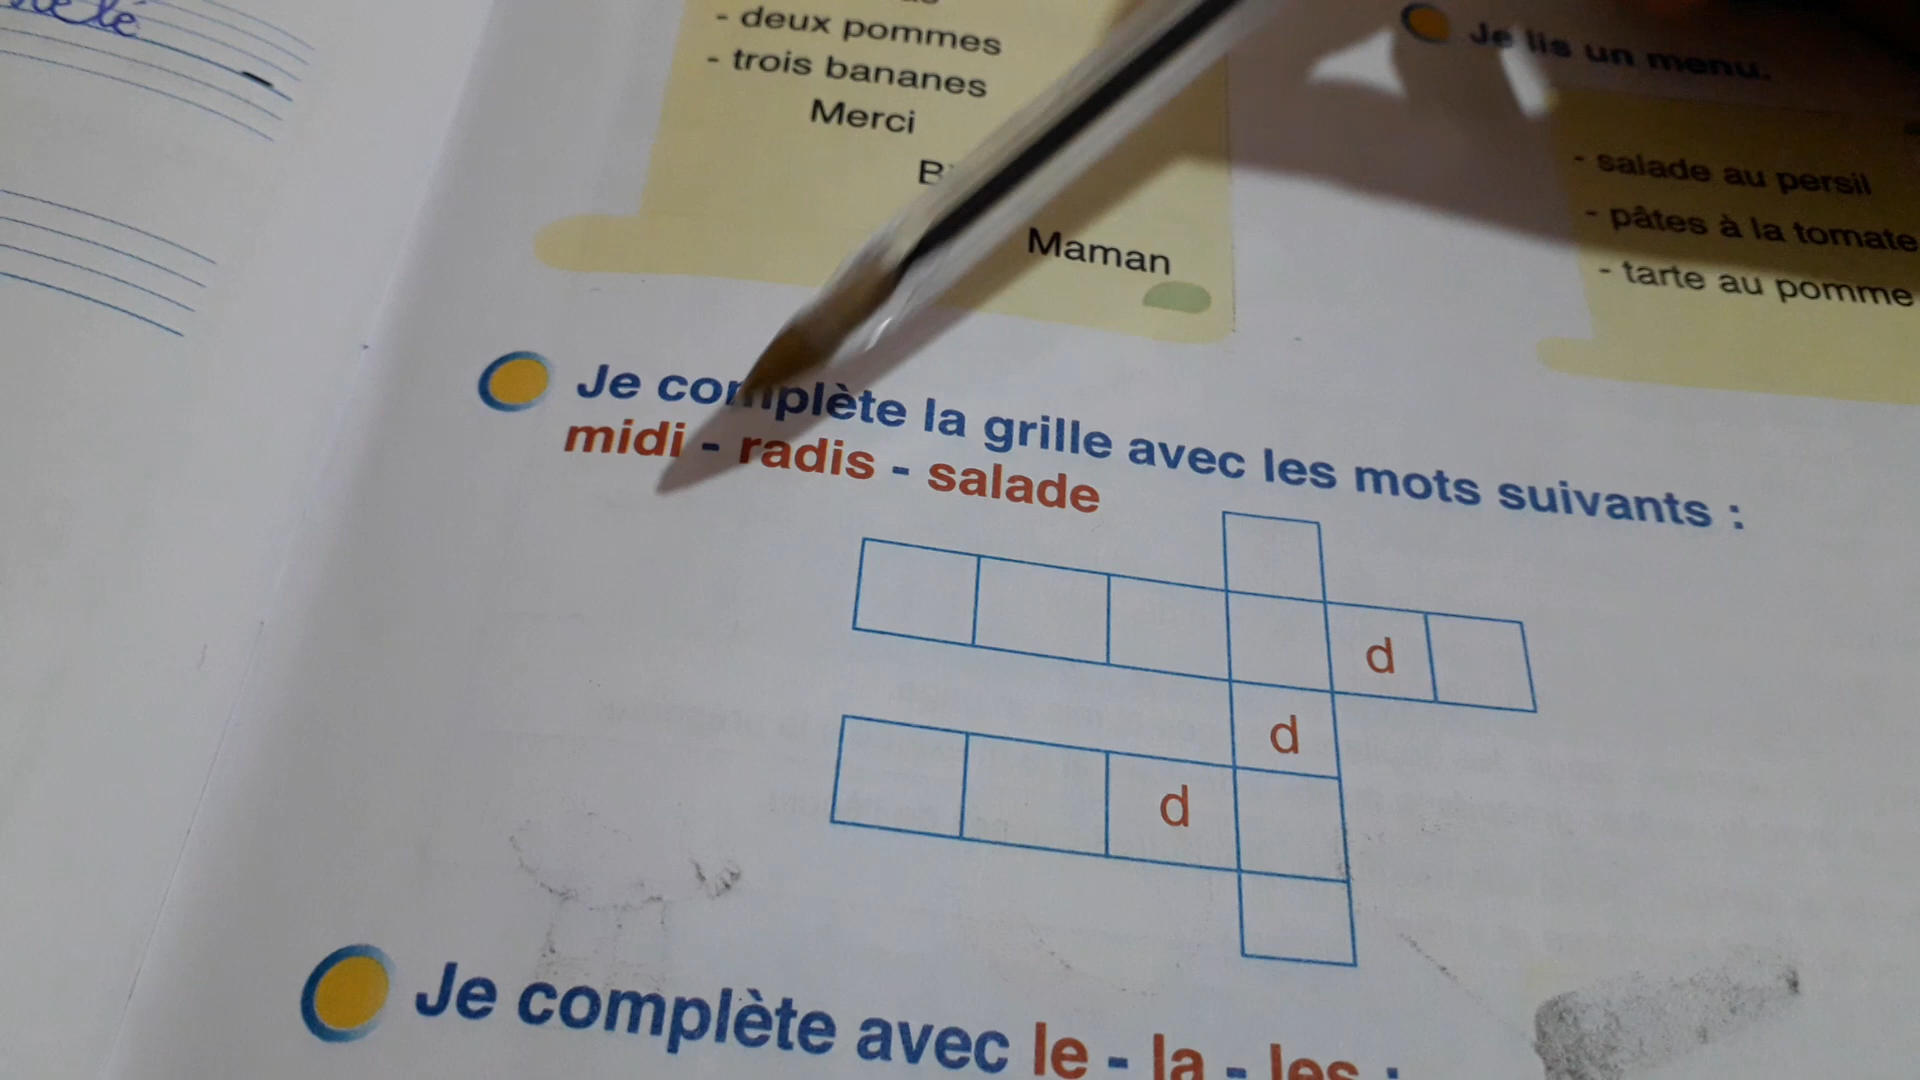 - deux pommes
- trois bananes
Merci
Maman
Je lis un menu.
- salade au persil
- pâtes à la tomate
- tarte au pomme
Je complète la grille avec les mots suivants :
midi - radis - salade
d
d
d
Je complète avec le - la - les :